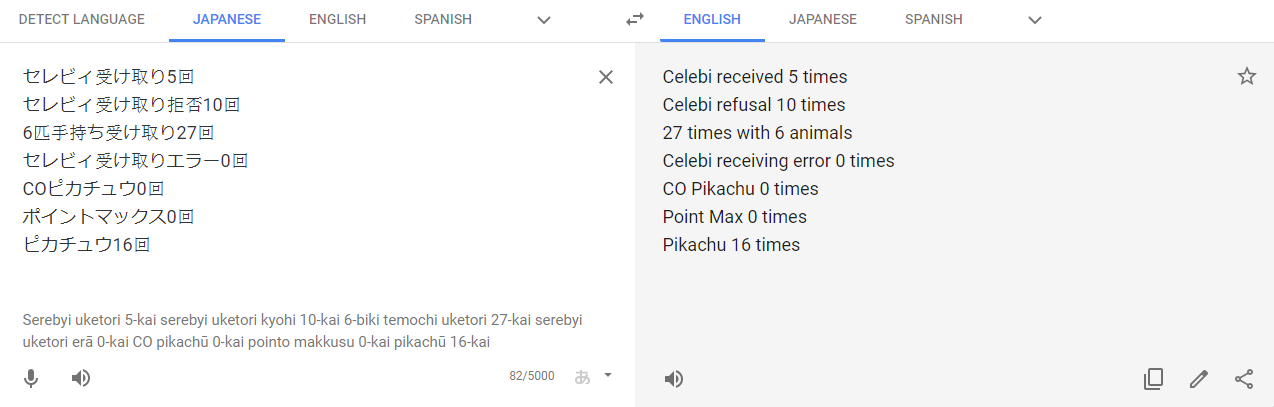 DETECT LANGUAGE JAPANESE ENGLISH SPANISH
ENGLISH JAPANESE SPANISH
セレビィ受け取り5回
セレビィ受け取り拒否10回
6匹手持ち受け取り27回
セレビィ受け取りエラー0回
COピカチュウ0回
ポイントマックス0回
ピカチュウ16回
Serebyi uketori 5-kai serebyi uketori kyohi 10-kai 6-biki temochi uketori 27-kai serebyi
uketori erā 0-kai CO pikachū 0-kai pointo makkusu 0-kai pikachū 16-kai
82/5000 あ
Celebi received 5 times
Celebi refusal 10 times
27 times with 6 animals
Celebi receiving error 0 times
CO Pikachu 0 times
Point Max 0 times
Pikachu 16 times